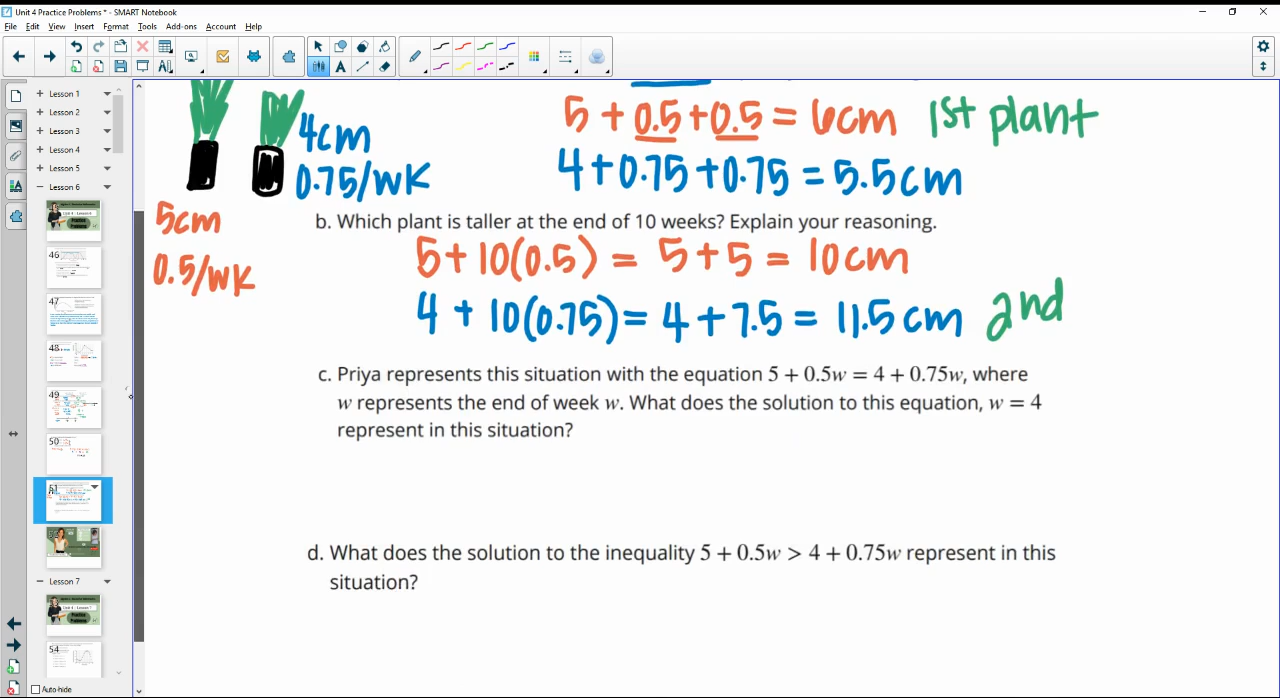 Unit 4 Practice Problems * - SMART Notebook
File Edit View Insert Format Tools Add-ons Account Help
Lesson 1
Lesson 2
Lesson 3
Lesson 4
Lesson 5
Lesson 6
46
47
48
49
50
51
Lesson 7
54
Auto-hide
5 + 0.5 + 0.5 = 6cm 1st plant
4cm
0.75/wk
4 + 0.75 + 0.75 = 5.5cm
5cm
0.5/wk
b. Which plant is taller at the end of 10 weeks? Explain your reasoning.
5 + 10(0.5) = 5 + 5 = 10cm
4 + 10(0.75) = 4 + 7.5 = 11.5cm 2nd
c. Priya represents this situation with the equation 5 + 0.5w = 4 + 0.75w, where
w represents the end of week w. What does the solution to this equation, w = 4
represent in this situation?
d. What does the solution to the inequality 5 + 0.5w > 4 + 0.75w represent in this
situation?